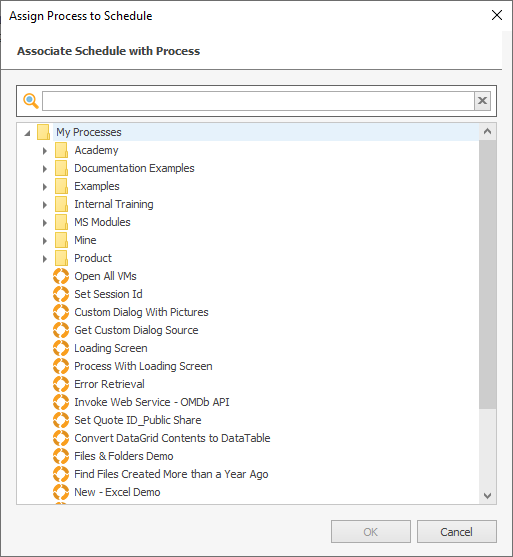 Assign Process to Schedule
Associate Schedule with Process
My Processes
Academy
Documentation Examples
Examples
Internal Training
MS Modules
Mine
Product
Open All VMs
Set Session Id
Custom Dialog With Pictures
Get Custom Dialog Source
Loading Screen
Process With Loading Screen
Error Retrieval
Invoke Web Service - OMDb API
Set Quote ID_Public Share
Convert DataGrid Contents to DataTable
Files & Folders Demo
Find Files Created More than a Year Ago
New - Excel Demo
OK Cancel